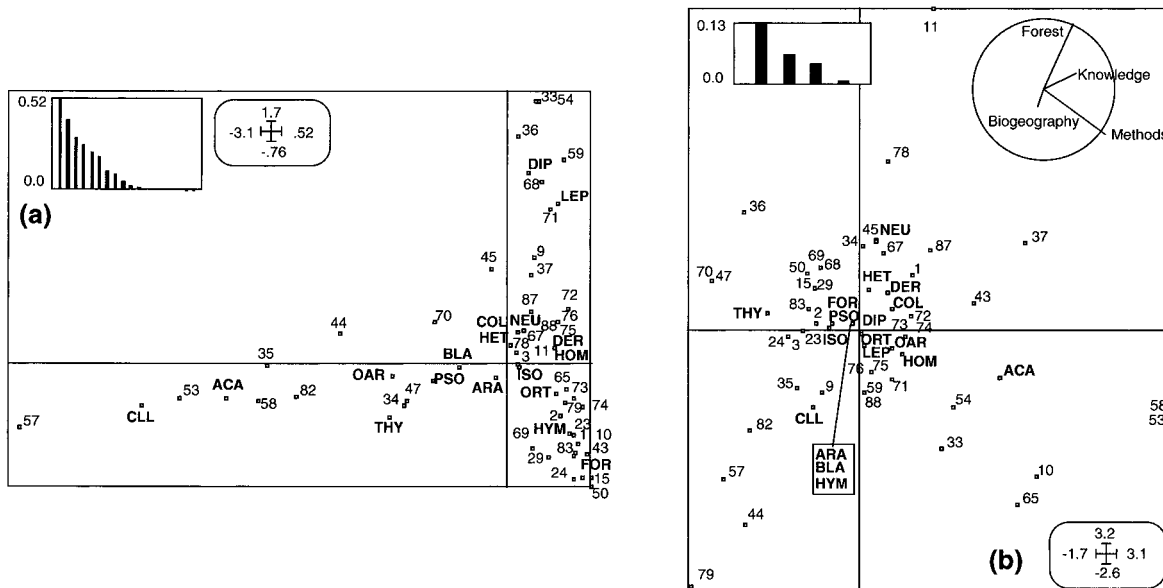 0.52
0.0
1.7
-3.1 .52
-.76
(a)
33 54
36
59
DIP
68
LEP
71
9
45
37
87
72
70
COL NEU 88 76
75
44
HET
DER
78
11
HOM
3
35
BLA
OAR
PSO
ISO
ARA
53
ACA
58
82
47
34
THY
57
CLL
65
ORT
73
79
74
2
HYM
23
1
10
69
83
43
29
FOR
24
15
50
0.13
0.0
11
Forest
Knowledge
Biogeography
Methods
78
36
45 NEU
34
67
87
37
69
68
50
70 47
15 29
HET
1
DER
83
2
FOR
COL
43
THY
PSO
DIP
72
73
74
24
3
23
ISO
ORT
OAR
LEP
HOM
76
75
71
ACA
35
9
59
88
CLL
54
58
53
82
33
ARA
BLA
HYM
57
10
65
44
79
(b)
3.2
-1.7 3.1
-2.6